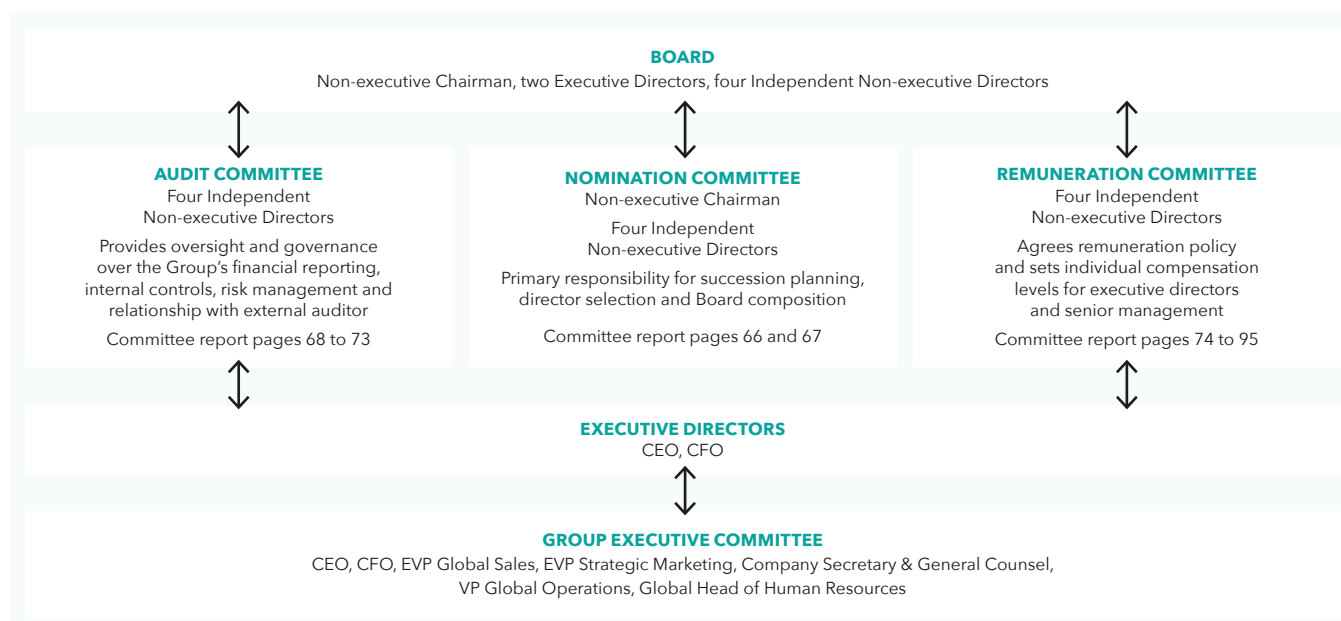 BOARD
Non-executive Chairman, two Executive Directors, four Independent Non-executive Directors
AUDIT COMMITTEE
Four Independent
Non-executive Directors
Provides oversight and governance
over the Group’s financial reporting,
internal controls, risk management and
relationship with external auditor
Committee report pages 68 to 73
NOMINATION COMMITTEE
Non-executive Chairman
Four Independent
Non-executive Directors
Primary responsibility for succession planning,
director selection and Board composition
Committee report pages 66 and 67
REMUNERATION COMMITTEE
Four Independent
Non-executive Directors
Agrees remuneration policy
and sets individual compensation
levels for executive directors
and senior management
Committee report pages 74 to 95
EXECUTIVE DIRECTORS
CEO, CFO
GROUP EXECUTIVE COMMITTEE
CEO, CFO, EVP Global Sales, EVP Strategic Marketing, Company Secretary & General Counsel,
VP Global Operations, Global Head of Human Resources